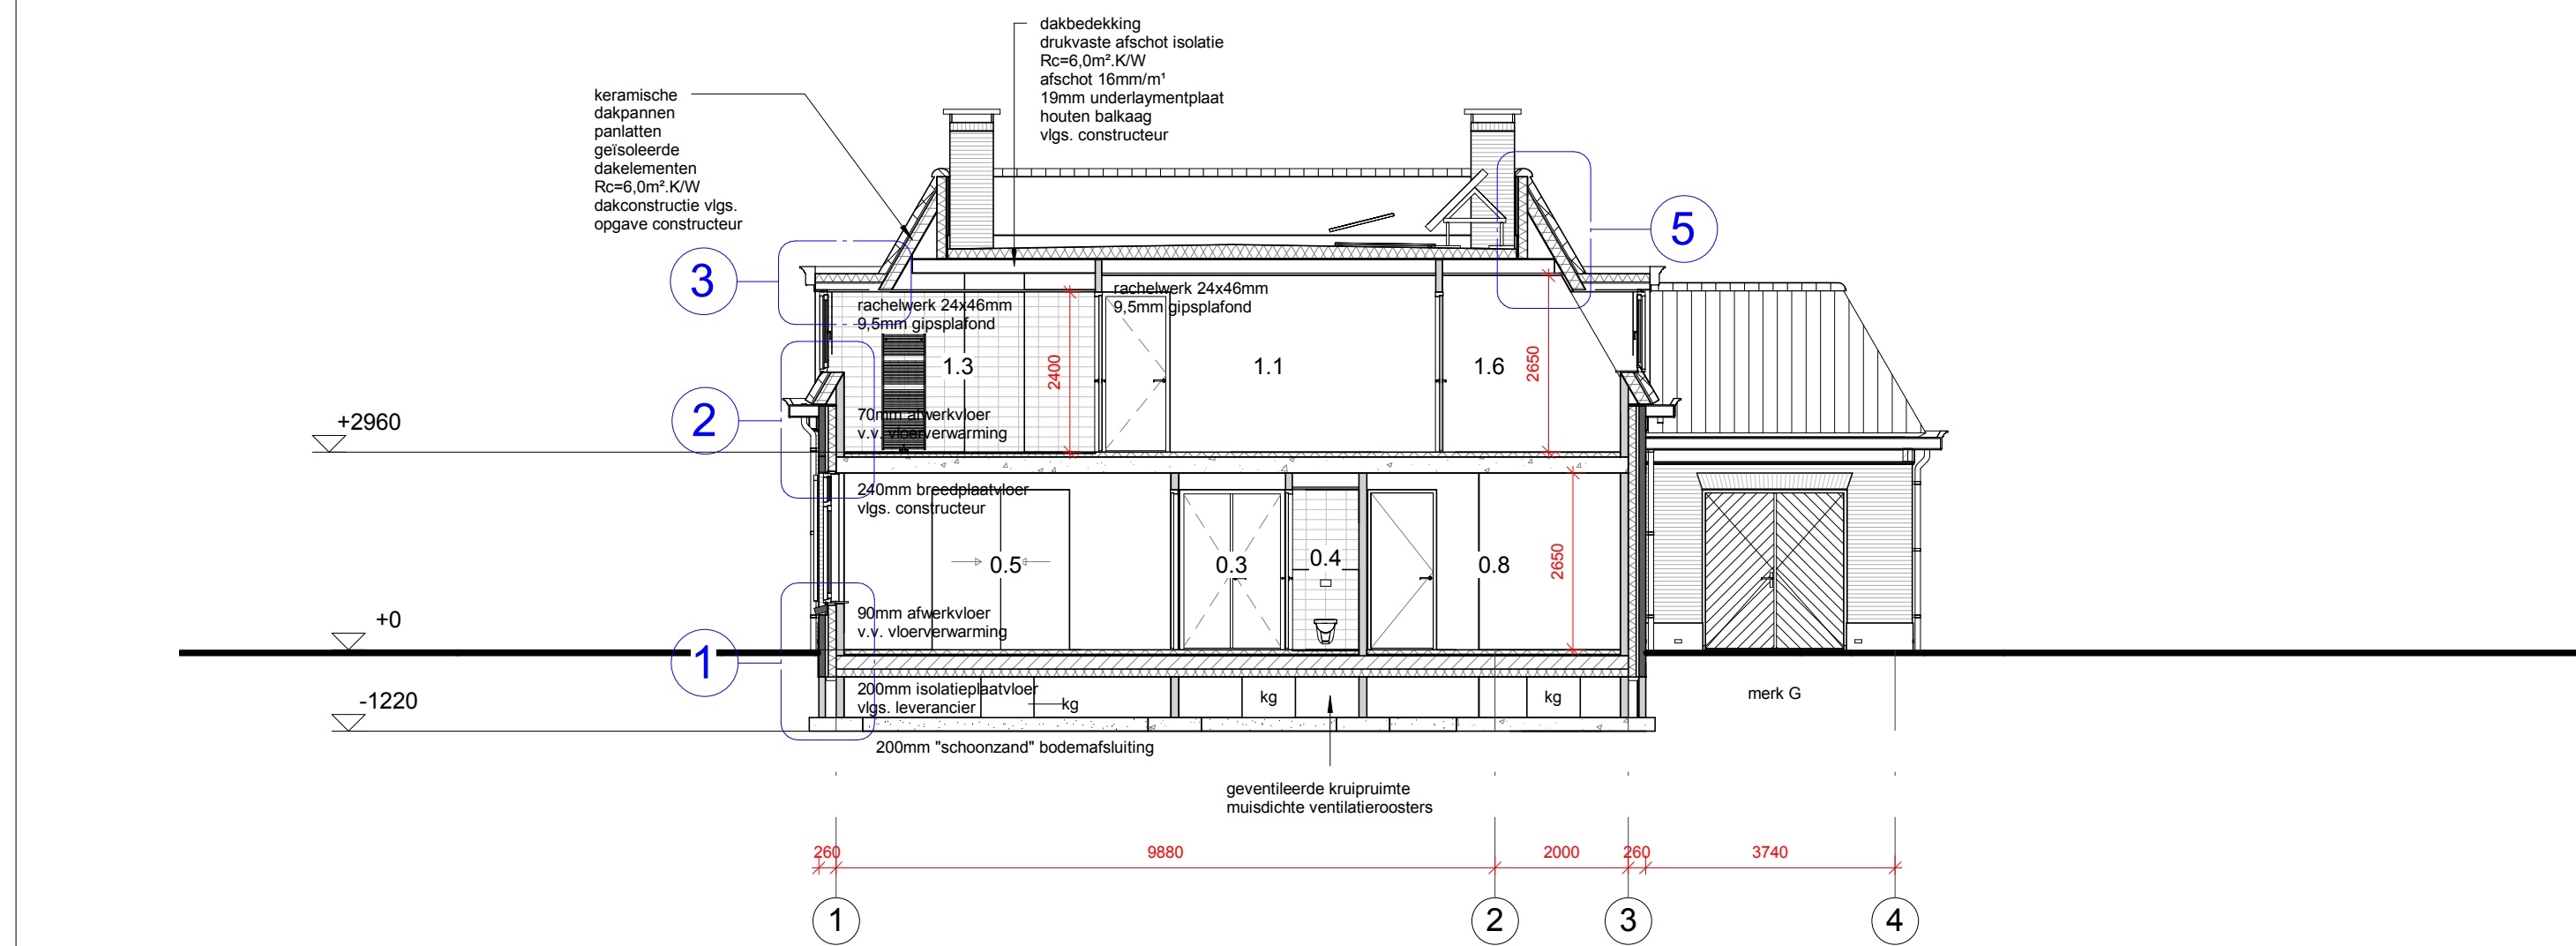 dakbedekking
drukvaste afschot isolatie
Rc=6,0m².K/W
afschot 16mm/m¹
19mm underlaymentplaat
houten balkaag
vlgs. constructeur
keramische
dakpannen
panlatten
geïsoleerde
dakelementen
Rc=6,0m².K/W
dakconstructie vlgs.
opgave constructeur
5
3
rachelwerk 24x46mm
9,5mm gipsplafond
rachelwerk 24x46mm
9,5mm gipsplafond
1.3
2400
1.1
1.6
2650
2
70mm afwerkvloer
v.v. vloerverwarming
+2960
240mm breedplaatvloer
vlgs. constructeur
0.5
0.3
0.4
0.8
2650
+0
90mm afwerkvloer
v.v. vloerverwarming
1
-1220
200mm isolatieplaatvloer
vlgs. leverancier
kg
kg
kg
merk G
200mm "schoonzand" bodemafsluiting
geventileerde kruipruimte
muisdichte ventilatieroosters
260
9880
2000
260
3740
1
2
3
4